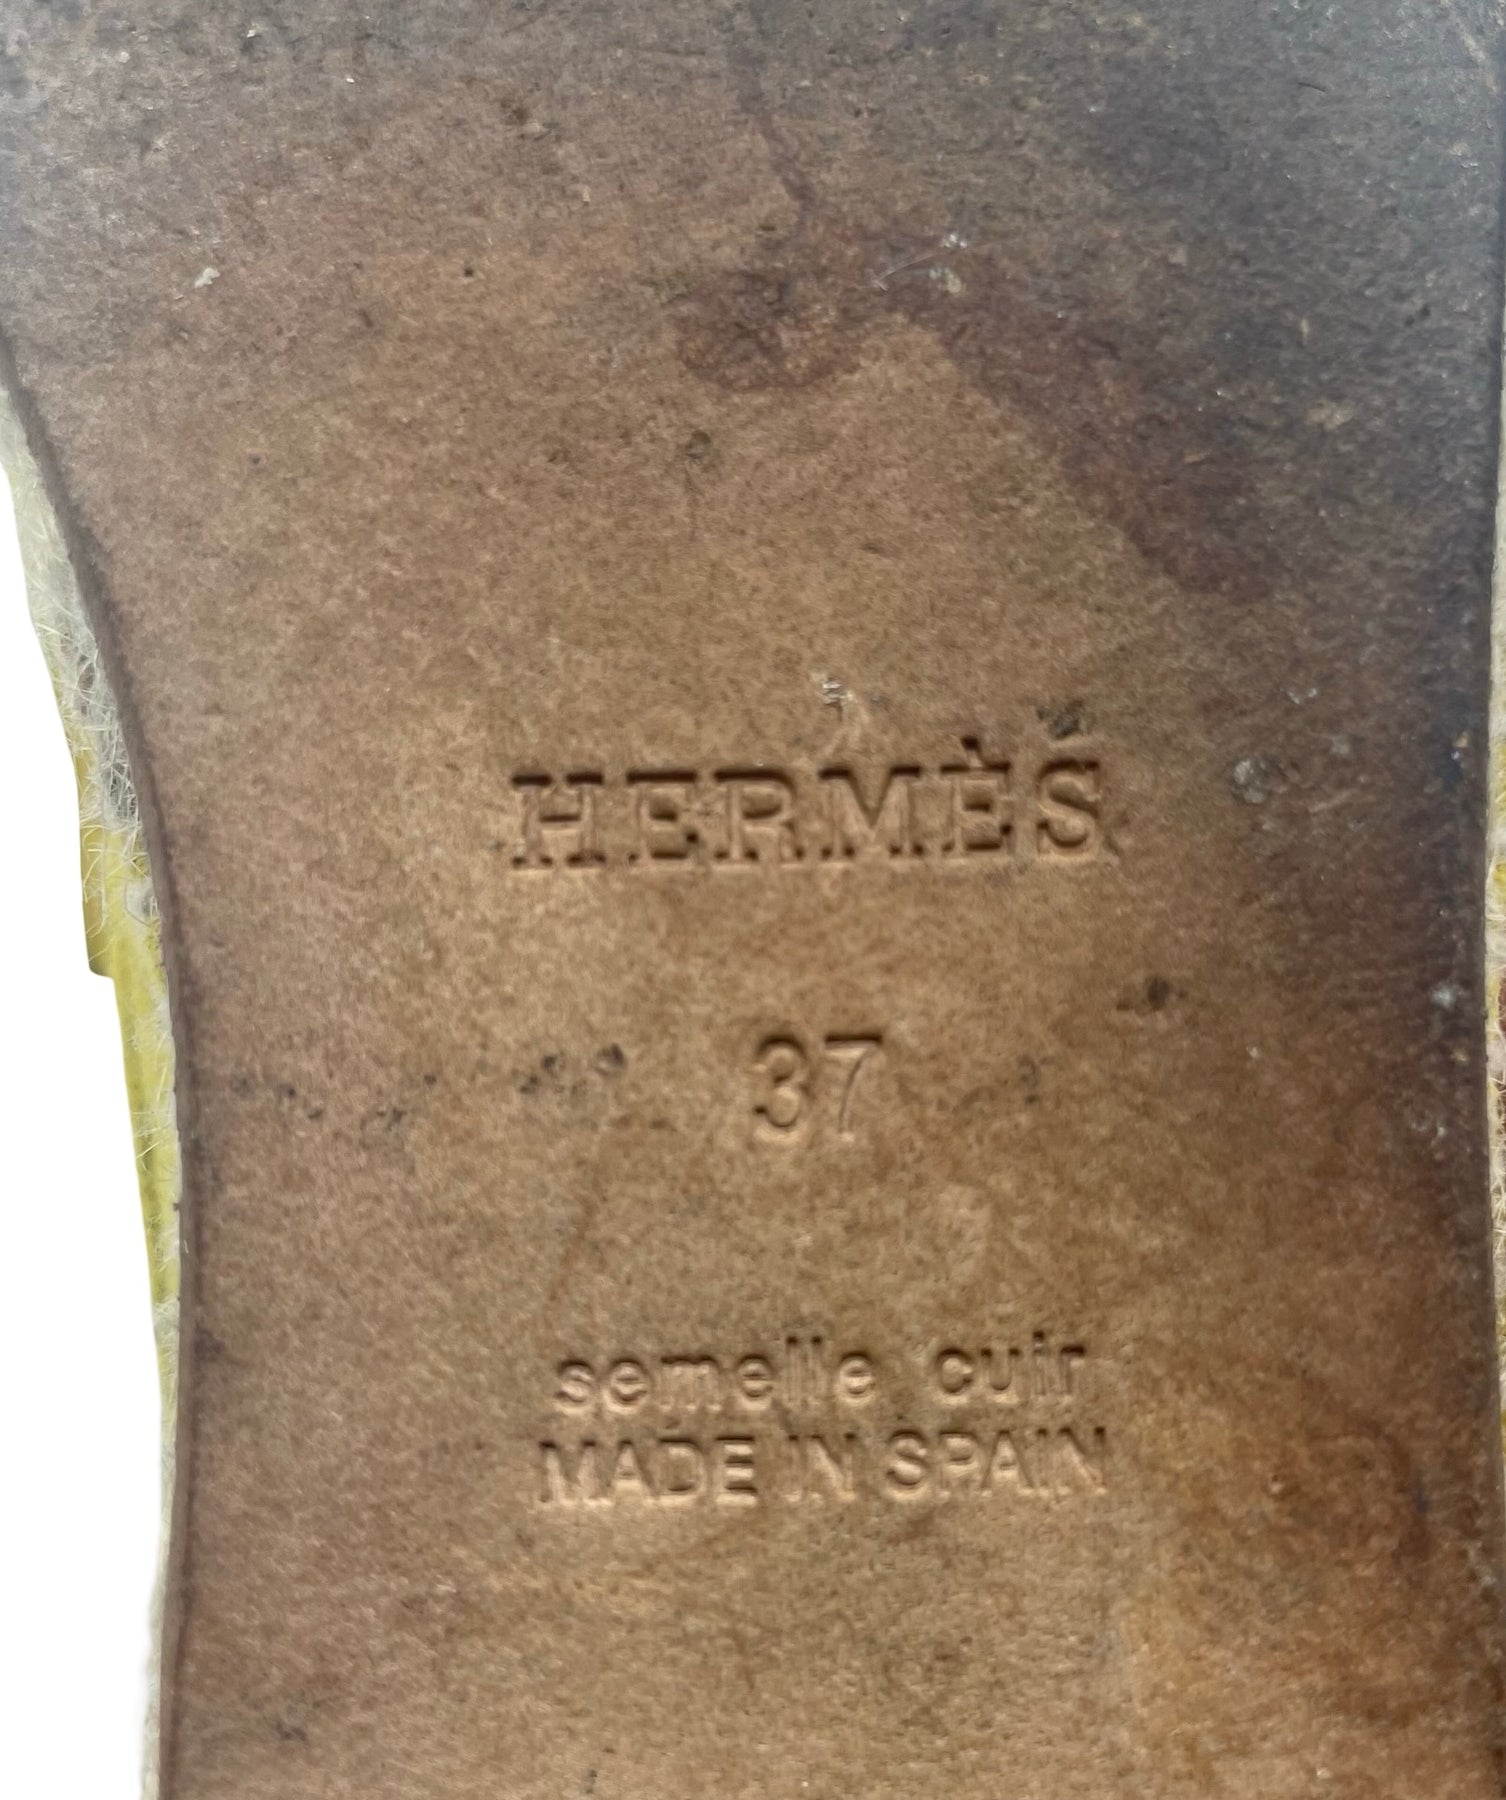 HERMÈS
37
semelle cuir
MADE IN SPAIN